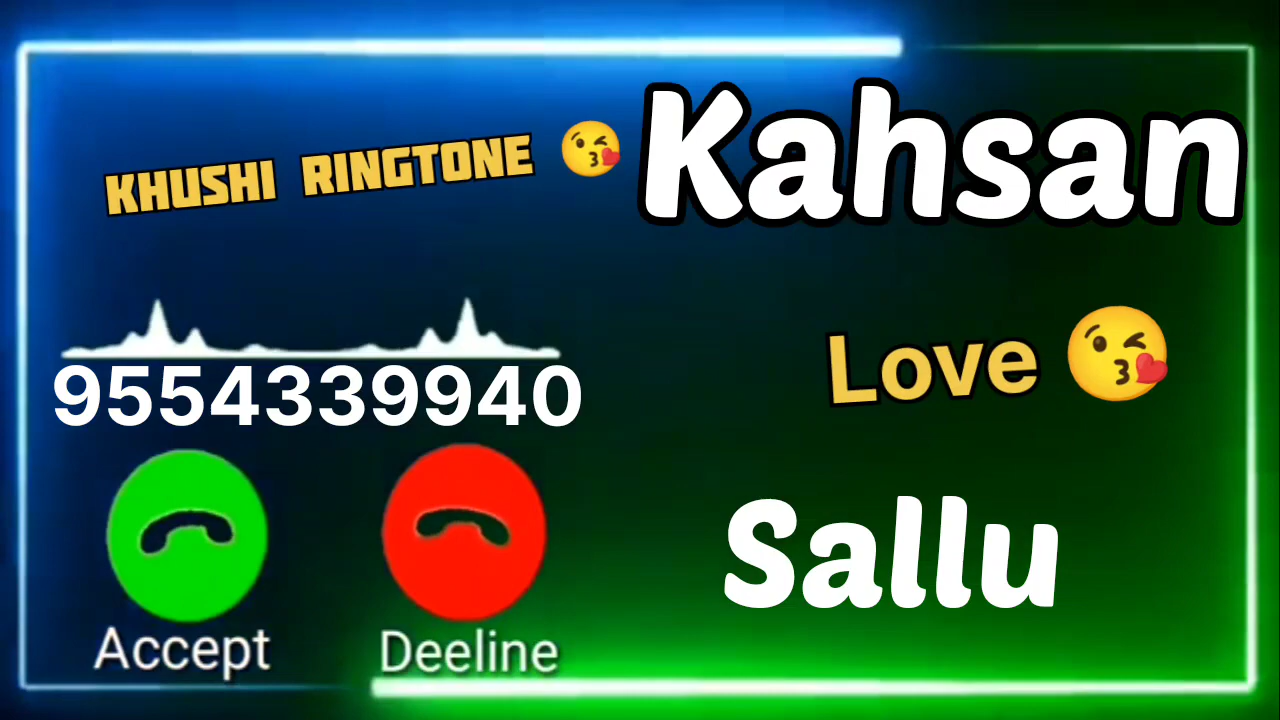 KHUSHI RINGTONE 😘
Kahsan
Love 😘
Sallu
9554339940
Accept
Deeline